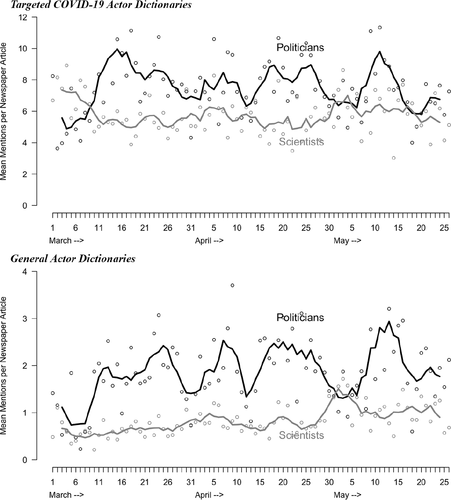 Targeted COVID-19 Actor Dictionaries
Mean Mentions per Newspaper Article
12
10
8
6
4
2
0
Politicians
Scientists
1 6 11 16 21 26 31 5 10 15 20 25 30 5 10 15 20 25
March --> April --> May -->
General Actor Dictionaries
Mean Mentions per Newspaper Article
4
3
2
1
0
Politicians
Scientists
1 6 11 16 21 26 31 5 10 15 20 25 30 5 10 15 20 25
March --> April --> May -->